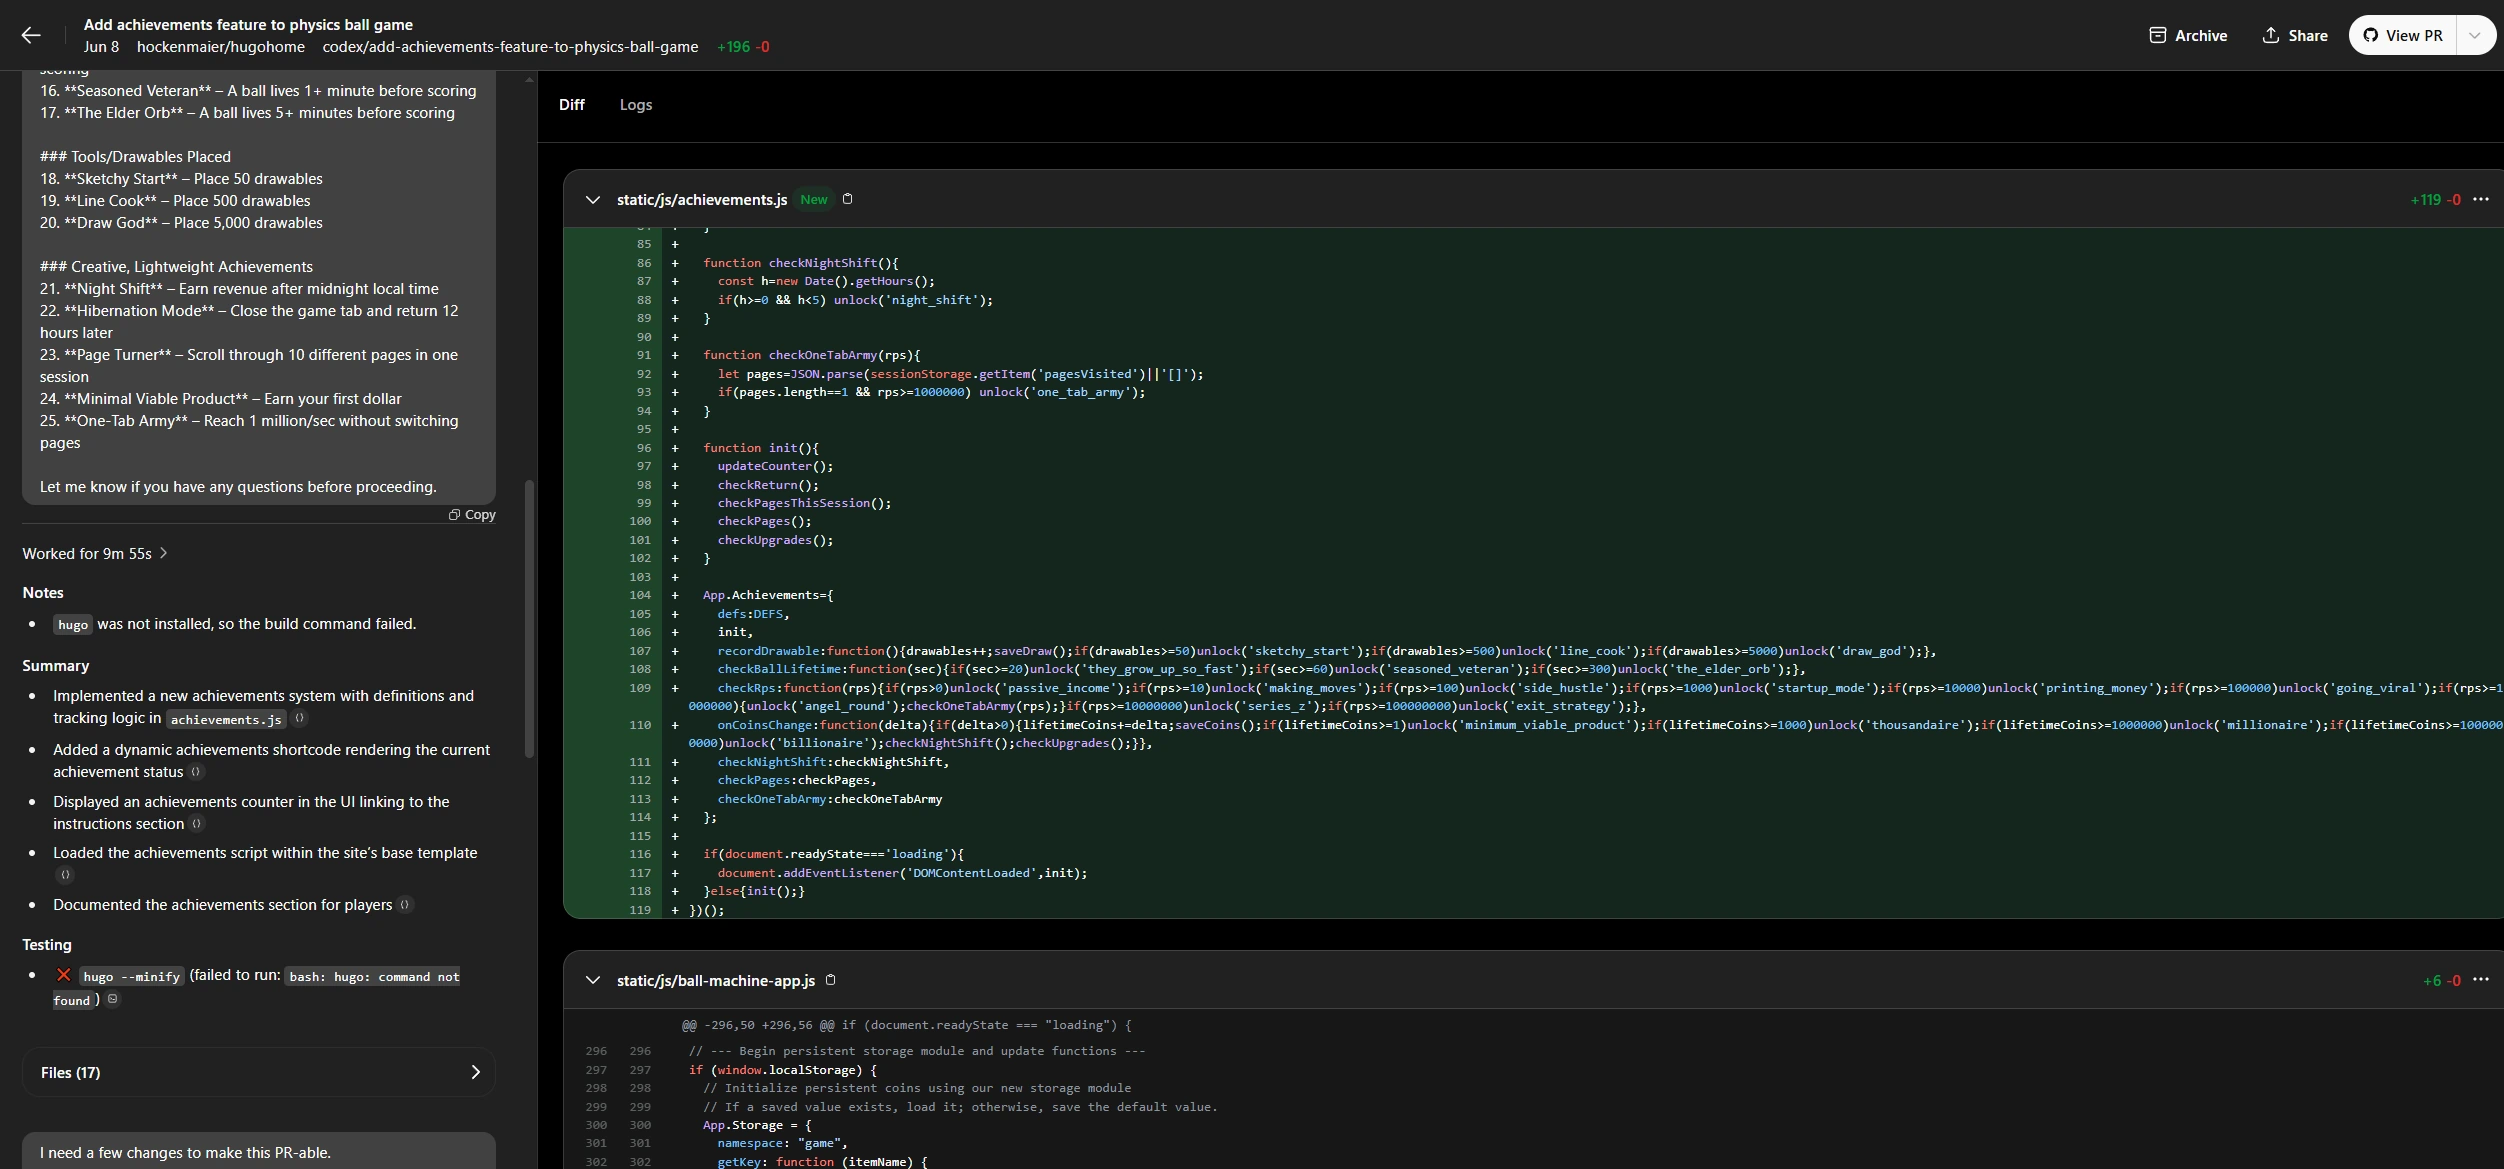 Add achievements feature to physics ball game
Jun 8 hockenmaier/hugohome codex/add-achievements-feature-to-physics-ball-game +196 -0
Archive
Share
View PR
scoring
16. **Seasoned Veteran** – A ball lives 1+ minute before scoring
17. **The Elder Orb** – A ball lives 5+ minutes before scoring
### Tools/Drawables Placed
18. **Sketchy Start** – Place 50 drawables
19. **Line Cook** – Place 500 drawables
20. **Draw God** – Place 5,000 drawables
### Creative, Lightweight Achievements
21. **Night Shift** – Earn revenue after midnight local time
22. **Hibernation Mode** – Close the game tab and return 12
hours later
23. **Page Turner** – Scroll through 10 different pages in one
session
24. **Minimal Viable Product** – Earn your first dollar
25. **One-Tab Army** – Reach 1 million/sec without switching
pages
Let me know if you have any questions before proceeding.
Copy
Worked for 9m 55s
Notes
• hugo was not installed, so the build command failed.
Summary
• Implemented a new achievements system with definitions and
tracking logic in achievements.js
• Added a dynamic achievements shortcode rendering the current
achievement status
• Displayed an achievements counter in the UI linking to the
instructions section
• Loaded the achievements script within the site's base template
• Documented the achievements section for players
Testing
• ❌ hugo --minify (failed to run: bash: hugo: command not
found)
Files (17)
I need a few changes to make this PR-able.
Diff Logs
static/js/achievements.js New +119 -0
84 + }
85 +
86 + function checkNightShift(){
87 + const h=new Date().getHours();
88 + if(h>=0 && h<5) unlock('night_shift');
89 + }
90 +
91 + function checkOneTabArmy(rps){
92 + let pages=JSON.parse(sessionStorage.getItem('pagesVisited')||'[]');
93 + if(pages.length==1 && rps>=1000000) unlock('one_tab_army');
94 + }
95 +
96 + function init(){
97 + updateCounter();
98 + checkReturn();
99 + checkPagesThisSession();
100 + checkPages();
101 + checkUpgrades();
102 + }
103 +
104 + App.Achievements={
105 + defs:DEFS,
106 + init,
107 + recordDrawable:function(){drawables++;saveDraw();if(drawables>=50)unlock('sketchy_start');if(drawables>=500)unlock('line_cook');if(drawables>=5000)unlock('draw_god');},
108 + checkBallLifetime:function(sec){if(sec>=20)unlock('they_grow_up_so_fast');if(sec>=60)unlock('seasoned_veteran');if(sec>=300)unlock('the_elder_orb');},
109 + checkRps:function(rps){if(rps>0)unlock('passive_income');if(rps>=10)unlock('making_moves');if(rps>=100)unlock('side_hustle');if(rps>=1000)unlock('startup_mode');if(rps>=10000)unlock('printing_money');if(rps>=100000)unlock('going_viral');if(rps>=1
000000){unlock('angel_round');checkOneTabArmy(rps);}if(rps>=10000000)unlock('series_z');if(rps>=100000000)unlock('exit_strategy');},
110 + onCoinsChange:function(delta){if(delta>0){lifetimeCoins+=delta;saveCoins();if(lifetimeCoins>=1)unlock('minimum_viable_product');if(lifetimeCoins>=1000)unlock('thousandaire');if(lifetimeCoins>=1000000)unlock('millionaire');if(lifetimeCoins>=100000
0000)unlock('billionaire');checkNightShift();checkUpgrades();}},
111 + checkNightShift:checkNightShift,
112 + checkPages:checkPages,
113 + checkOneTabArmy:checkOneTabArmy
114 + };
115 +
116 + if(document.readyState==='loading'){
117 + document.addEventListener('DOMContentLoaded',init);
118 + }else{init();}
119 + })();
static/js/ball-machine-app.js +6 -0
@@ -296,50 +296,56 @@ if (document.readyState === "loading") {
296 296 // --- Begin persistent storage module and update functions ---
297 297 if (window.localStorage) {
298 298 // Initialize persistent coins using our new storage module
299 299 // If a saved value exists, load it; otherwise, save the default value.
300 300 App.Storage = {
301 301 namespace: "game",
302 302 getKey: function (itemName) {